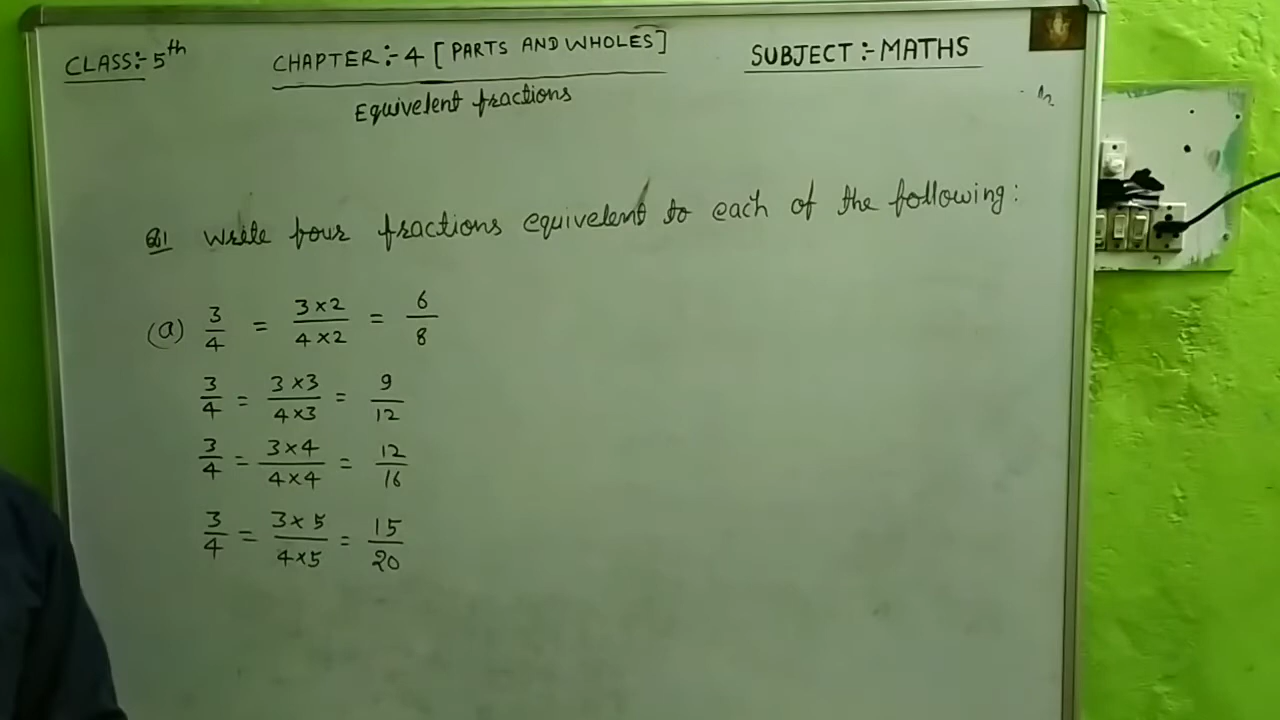 CLASS:- 5th CHAPTER:- 4 [ PARTS AND WHOLES ] SUBJECT :- MATHS
Equivelent fractions
Q1 Write four fractions equivelent to each of the following:
(a) 3/4 = 3×2/4×2 = 6/8
3/4 = 3×3/4×3 = 9/12
3/4 = 3×4/4×4 = 12/16
3/4 = 3×5/4×5 = 15/20